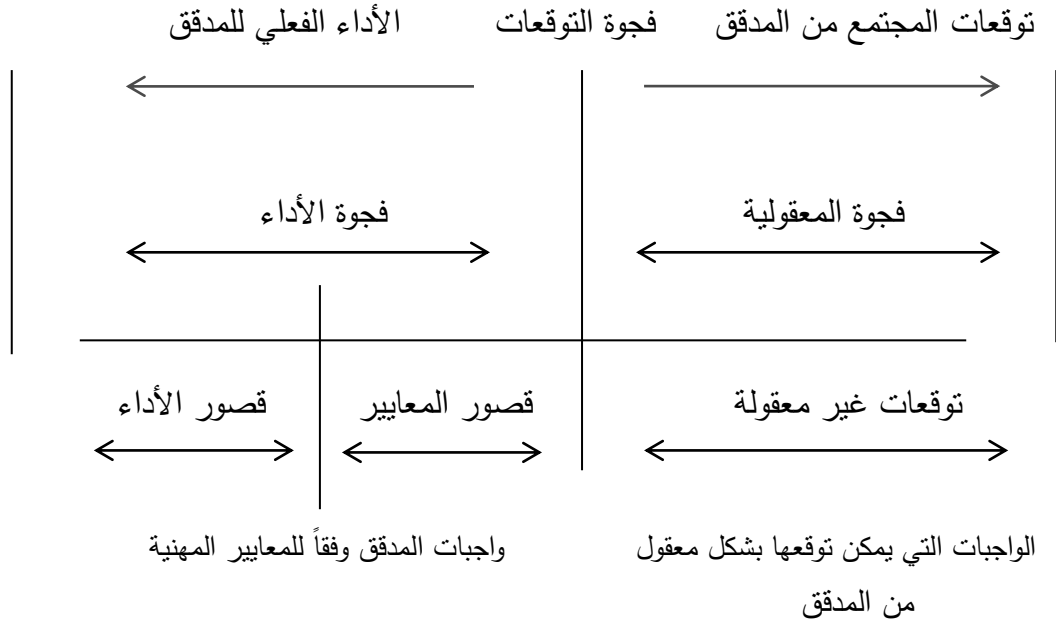 توقعات المجتمع من المدقق فجوة التوقعات الأداء الفعلي للمدقق
فجوة المعقولية فجوة الأداء
توقعات غير معقولة قصور المعايير قصور الأداء
الواجبات التي يمكن توقعها بشكل معقول
من المدقق
واجبات المدقق وفقاً للمعايير المهنية